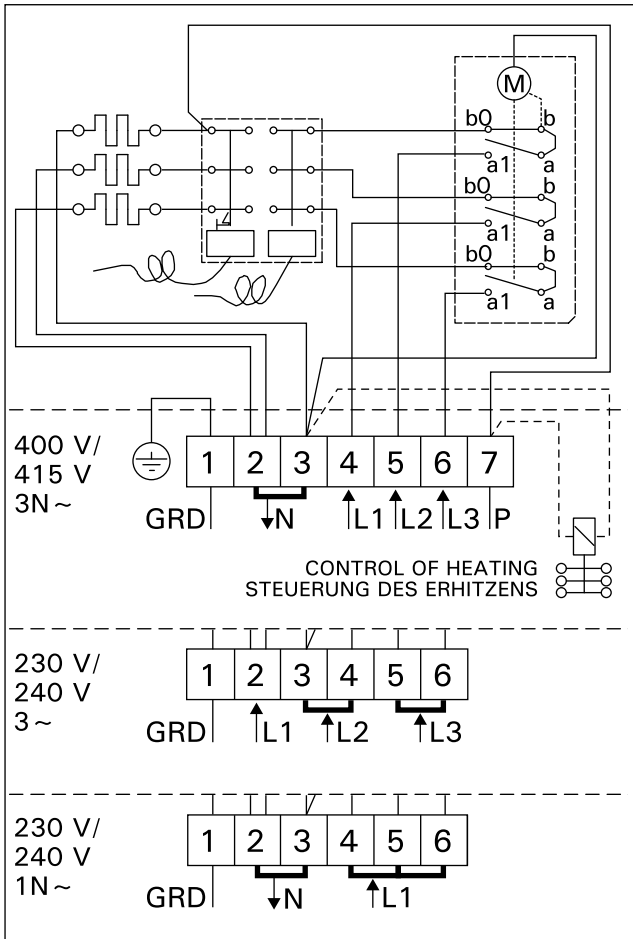 M
b0 b
a1 a
b0 b
a1 a
b0 b
a1 a
400 V/
415 V
3N~
1 2 3 4 5 6 7
GRD N L1 L2 L3 P
CONTROL OF HEATING
STEUERUNG DES ERHITZENS
230 V/
240 V
3~
1 2 3 4 5 6
GRD L1 L2 L3
230 V/
240 V
1N~
1 2 3 4 5 6
GRD N L1